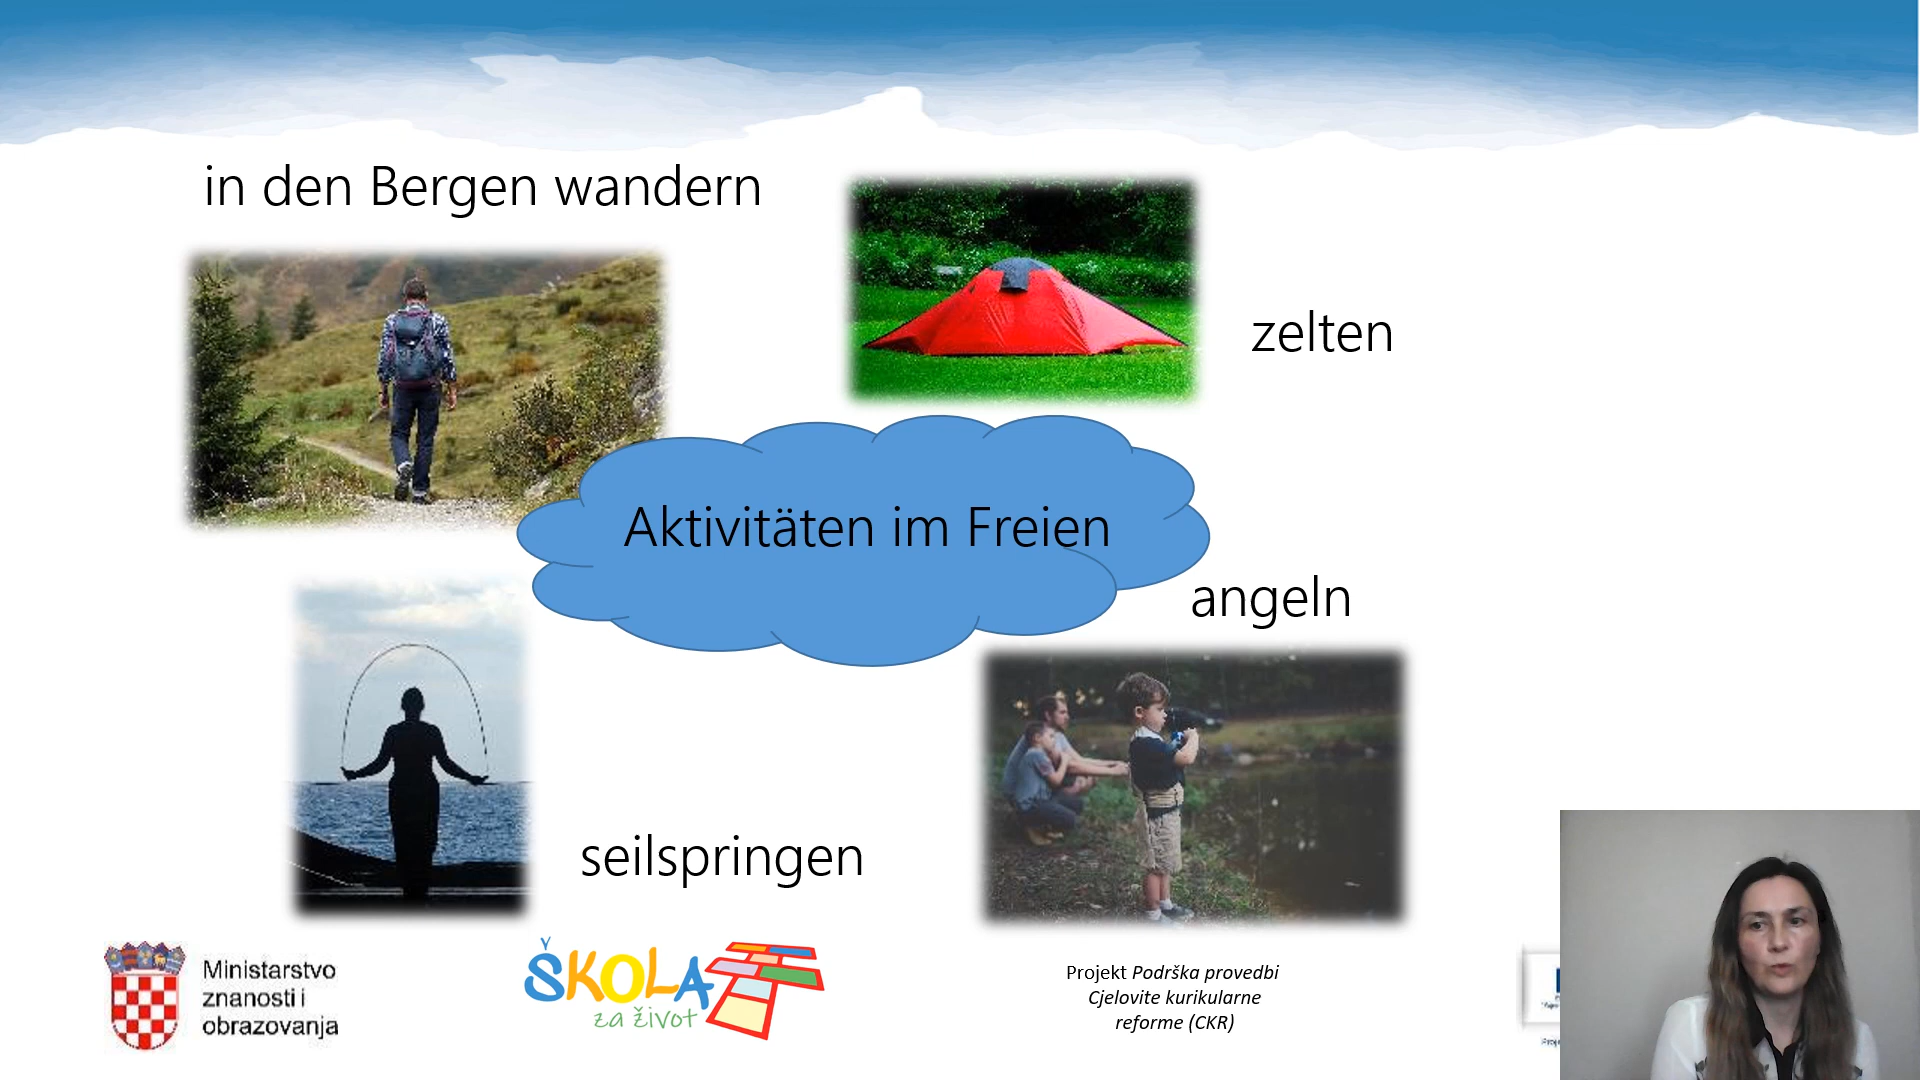 in den Bergen wandern
zelten
Aktivitäten im Freien
angeln
seilspringen
Ministarstvo
znanosti i
obrazovanja
ŠKOLA
za život
Projekt Podrška provedbi
Cjelovite kurikularne
reforme (CKR)